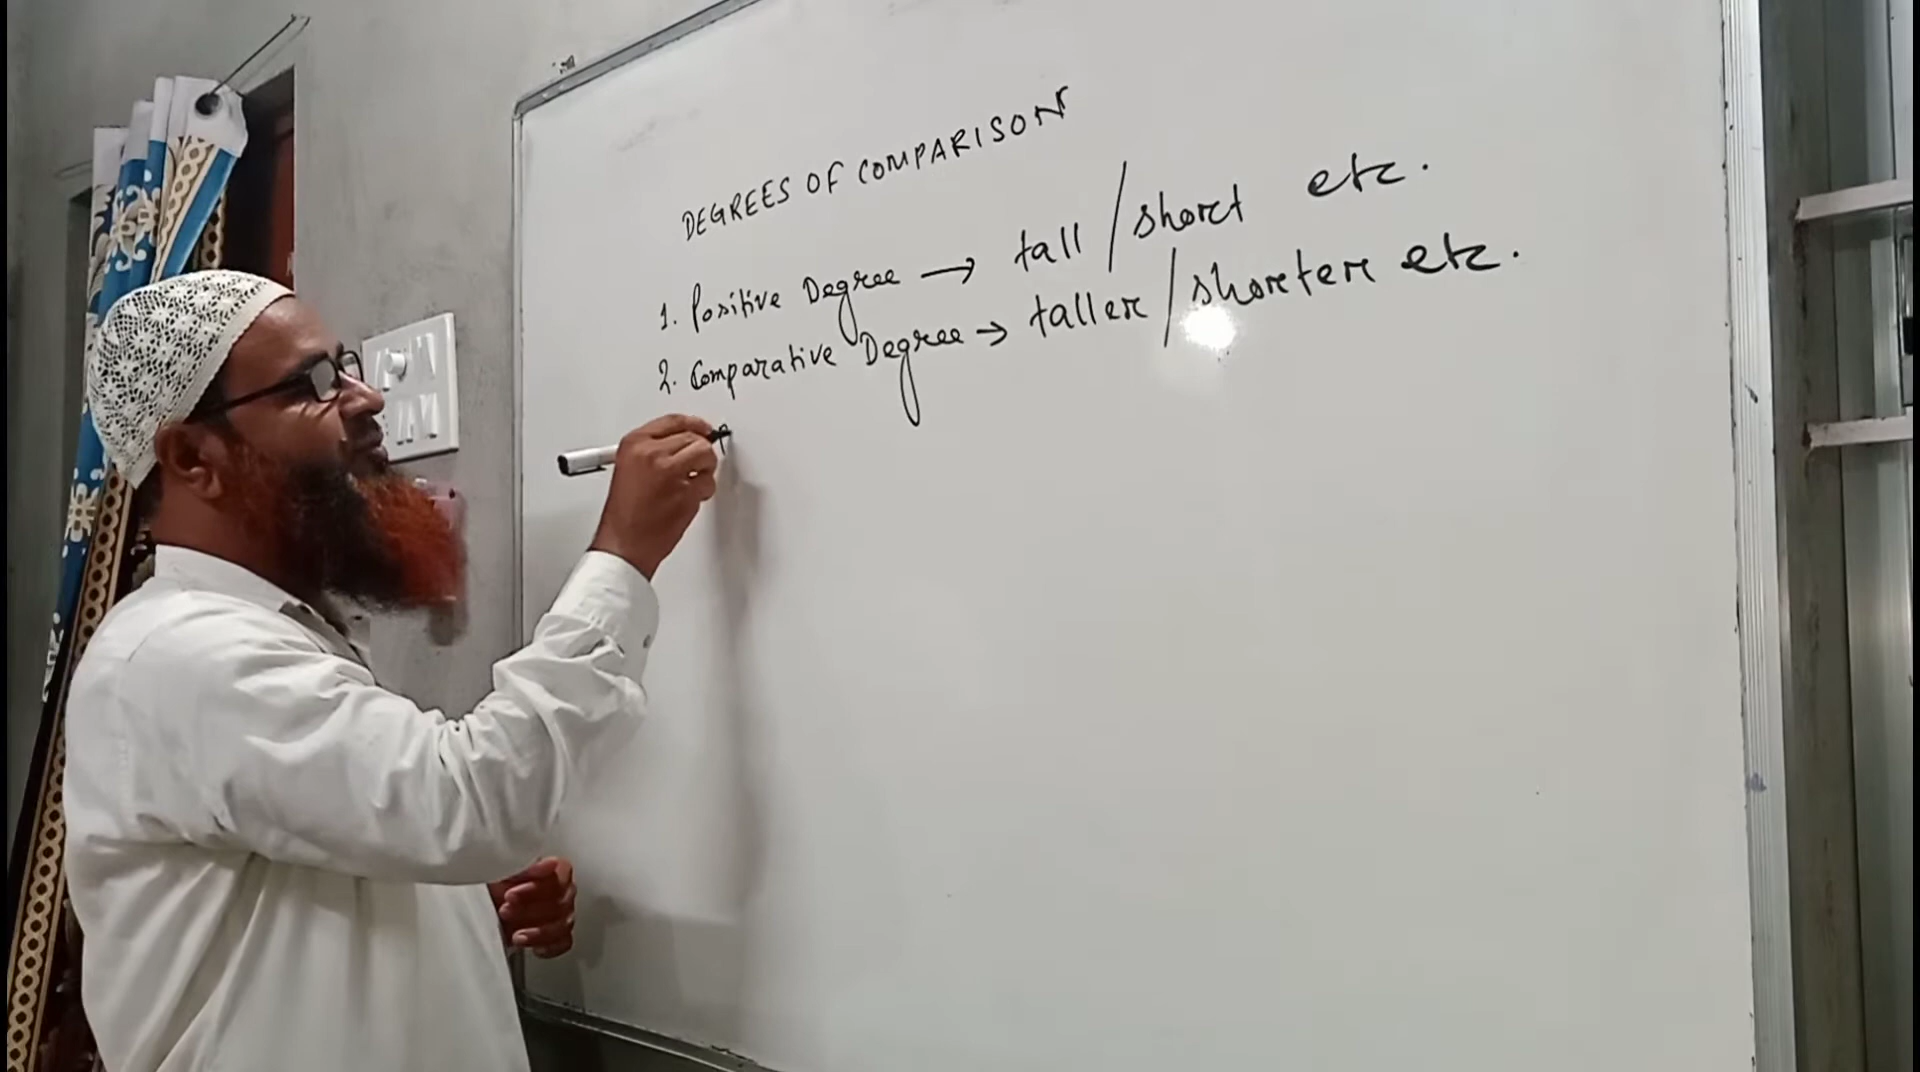 DEGREES OF COMPARISON
1. Positive Degree → tall / short etc.
2. Comparative Degree → taller / shorter etc.